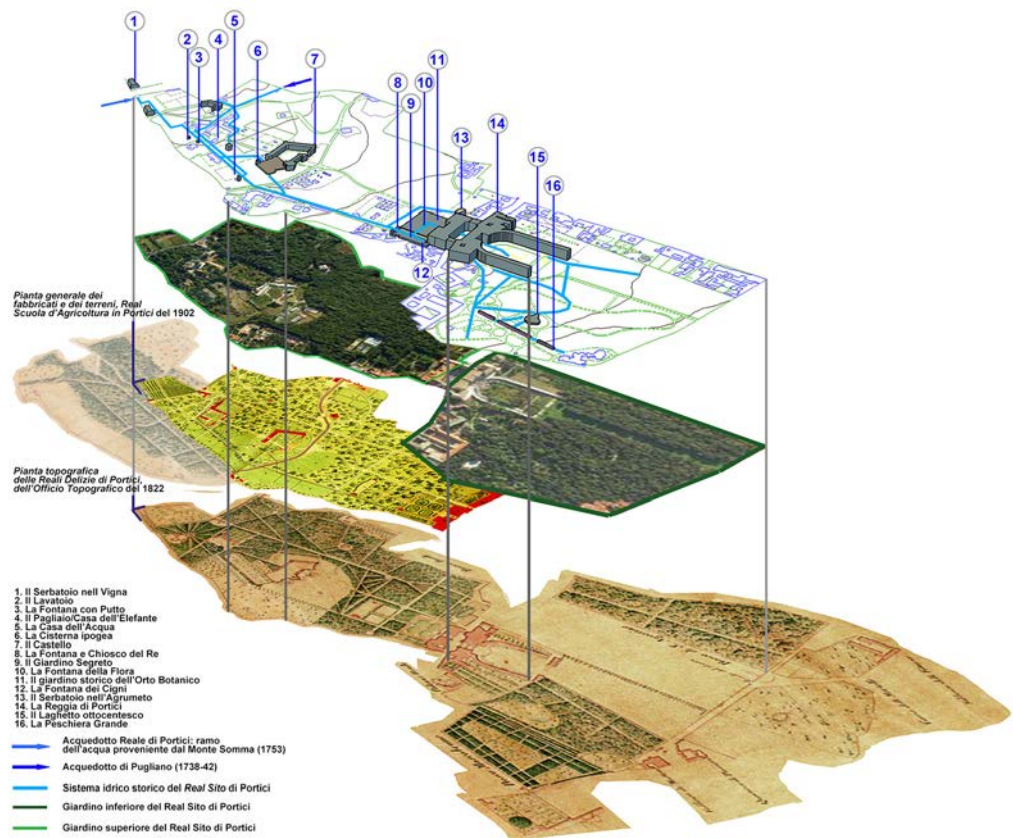 1
2
3
4
5
6
7
8
9
10
11
12
13
14
15
16
Pianta generale dei
fabbricati e dei terreni, Real
Scuola d'Agricoltura in Portici del 1902
Pianta topografica
delle Reali Delizie di Portici,
dell'Officio Topografico del 1822
1. Il Serbatoio nell Vigna
2. Il Lavatoio
3. La Fontana con Putto
4. Il Pagliaio/Casa dell'Elefante
5. La Casa dell'Acqua
6. La Cisterna ipogea
7. Il Castello
8. La Fontana e Chiosco del Re
9. Il Giardino Segreto
10. La Fontana della Flora
11. Il giardino storico dell'Orto Botanico
12. La Fontana dei Cigni
13. Il Serbatoio nell'Agrumeto
14. La Reggia di Portici
15. Il Laghetto ottocentesco
16. La Peschiera Grande
Acquedotto Reale di Portici: ramo
dell'acqua proveniente dal Monte Somma (1753)
Acquedotto di Pugliano (1738-42)
Sistema idrico storico del Real Sito di Portici
Giardino inferiore del Real Sito di Portici
Giardino superiore del Real Sito di Portici